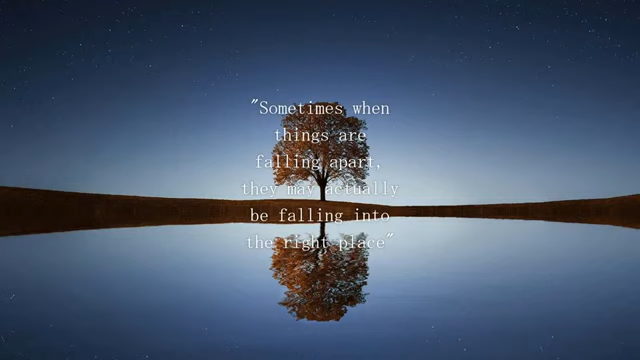 "Sometimes when
things are
falling apart,
they may actually
be falling into
the right place"